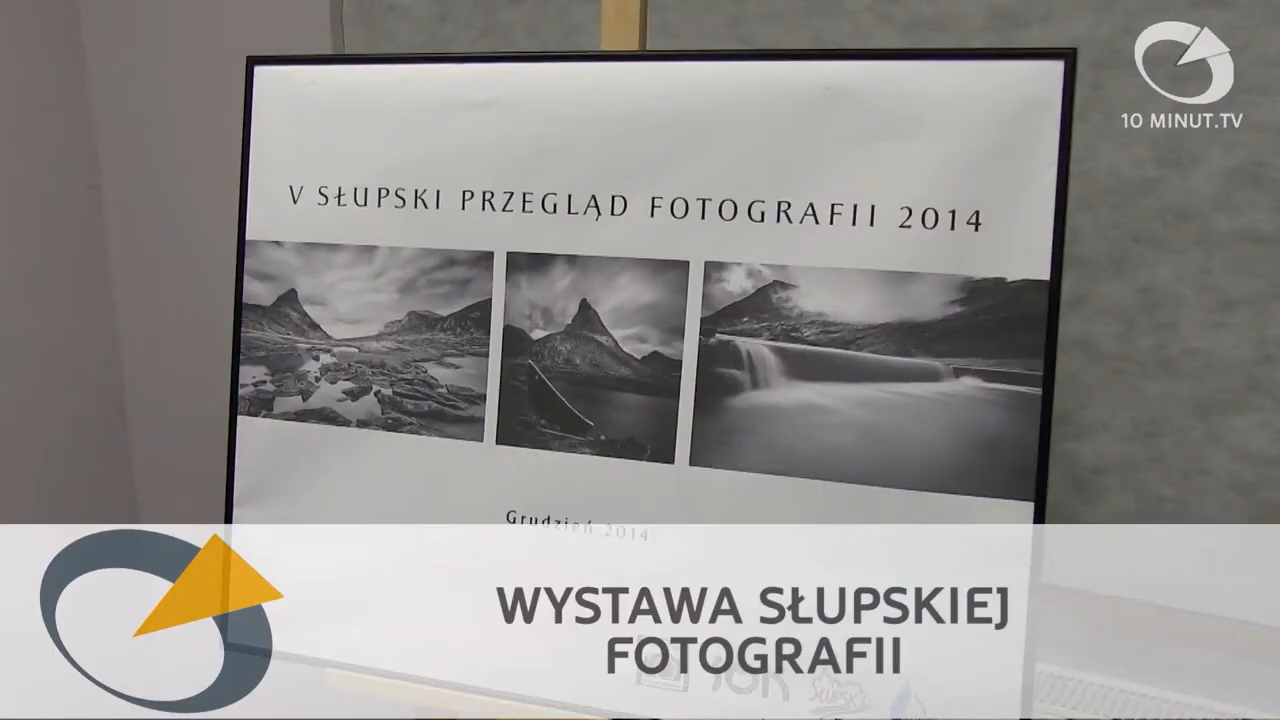 10 MINUT.TV
V SŁUPSKI PRZEGLĄD FOTOGRAFII 2014
Grudzień 2014
WYSTAWA SŁUPSKIEJ
FOTOGRAFII